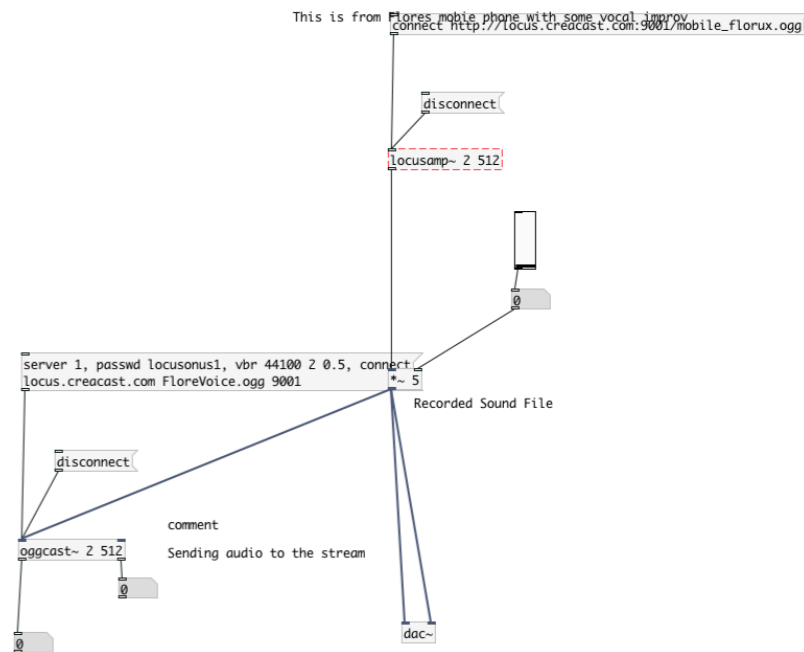 This is from Flores mobie phone with some vocal improv
connect http://locus.creacast.com:9001/mobile_florux.ogg
disconnect
locusamp~ 2 512
0
server 1, passwd locusonus1, vbr 44100 2 0.5, connect
locus.creacast.com FloreVoice.ogg 9001
*~ 5
Recorded Sound File
disconnect
comment
oggcast~ 2 512
Sending audio to the stream
0
dac~
0